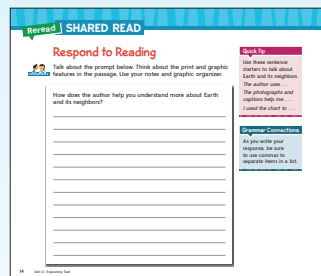 Reread SHARED READ
Respond to Reading
Talk about the prompt below. Think about the print and graphic
features in the passage. Use your notes and graphic organizer.
How does the author help you understand more about Earth
and its neighbors?
Quick Tip
Use these sentence
starters to talk about
Earth and its neighbors.
The author uses . . .
The photographs and
captions help me . . .
I used the chart to . . .
Grammar Connections
As you write your
response, be sure
to use commas to
separate items in a list.
14 Unit 3 • Expository Text